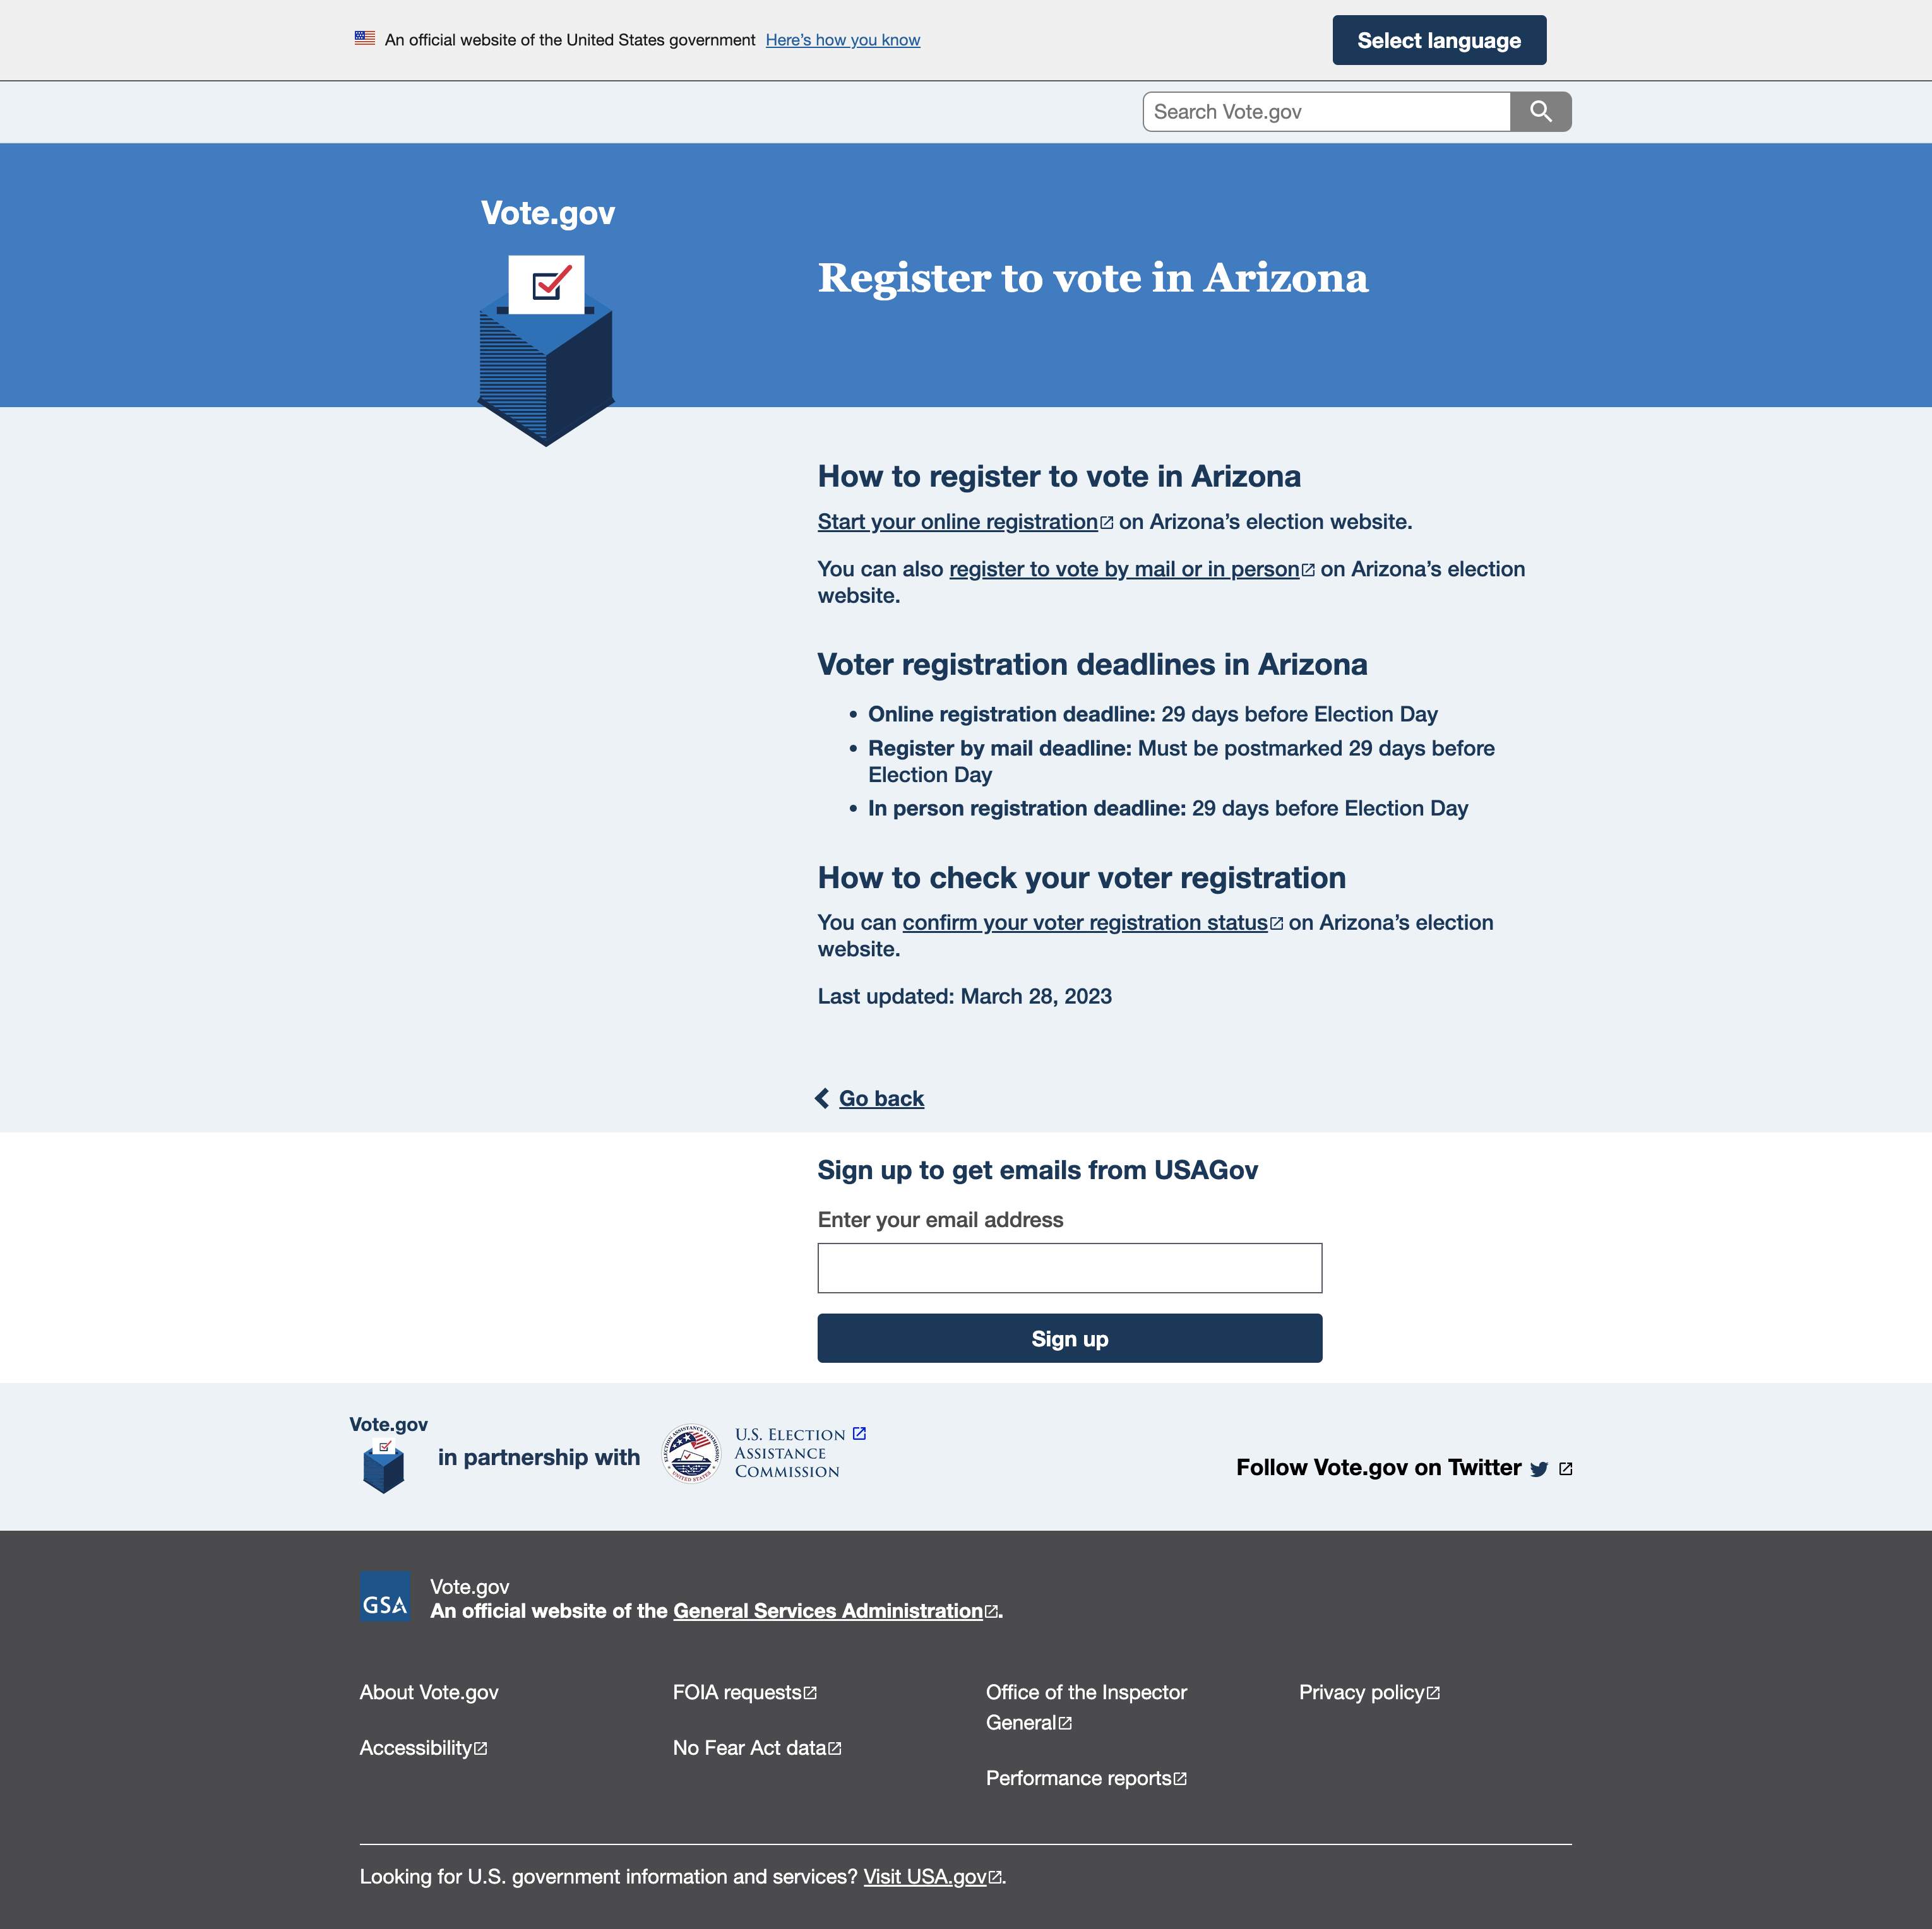 An official website of the United States government Here’s how you know
Select language
Search Vote.gov
Vote.gov
Register to vote in Arizona
How to register to vote in Arizona
Start your online registration on Arizona’s election website.
You can also register to vote by mail or in person on Arizona’s election
website.
Voter registration deadlines in Arizona
• Online registration deadline: 29 days before Election Day
• Register by mail deadline: Must be postmarked 29 days before
Election Day
• In person registration deadline: 29 days before Election Day
How to check your voter registration
You can confirm your voter registration status on Arizona’s election
website.
Last updated: March 28, 2023
Go back
Sign up to get emails from USAGov
Enter your email address
Sign up
Vote.gov
in partnership with
ELECTION ASSISTANCE COMMISSION
UNITED STATES
U.S. ELECTION
ASSISTANCE
COMMISSION
Follow Vote.gov on Twitter
GSA
Vote.gov
An official website of the General Services Administration.
About Vote.gov
Accessibility
FOIA requests
No Fear Act data
Office of the Inspector
General
Performance reports
Privacy policy
Looking for U.S. government information and services? Visit USA.gov.